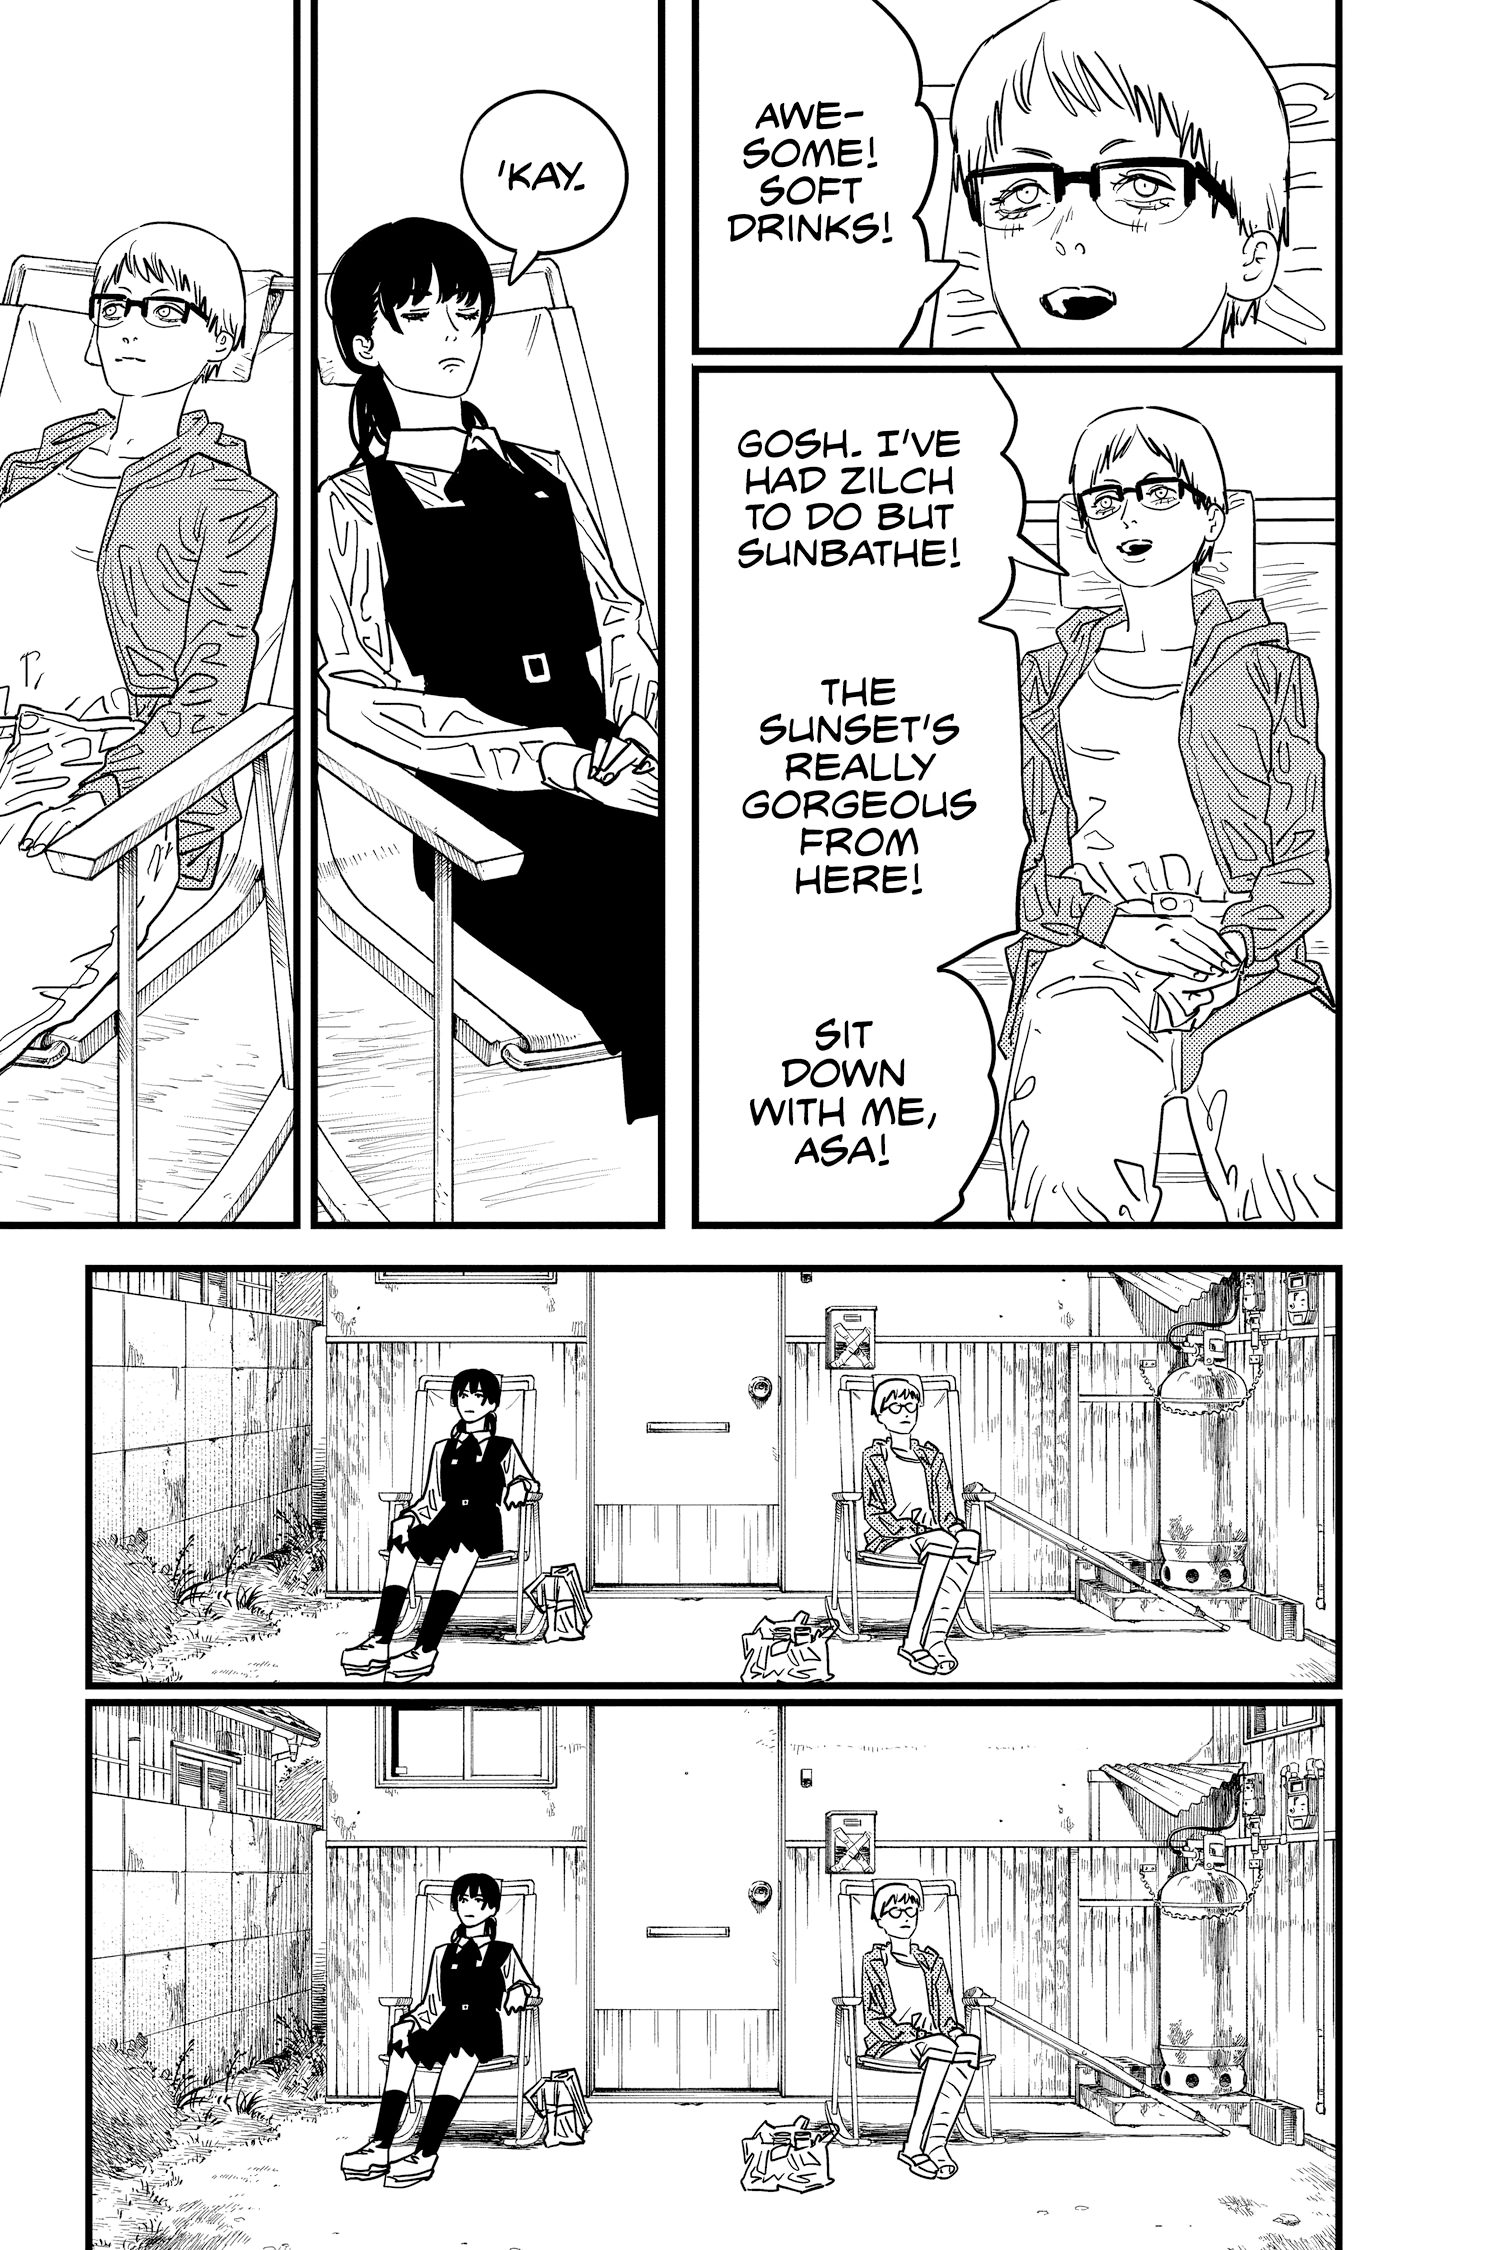 AWE-
SOME!
SOFT
DRINKS!
GOSH. I'VE
HAD ZILCH
TO DO BUT
SUNBATHE!
THE
SUNSET'S
REALLY
GORGEOUS
FROM
HERE!
SIT
DOWN
WITH ME,
ASA!
'KAY.